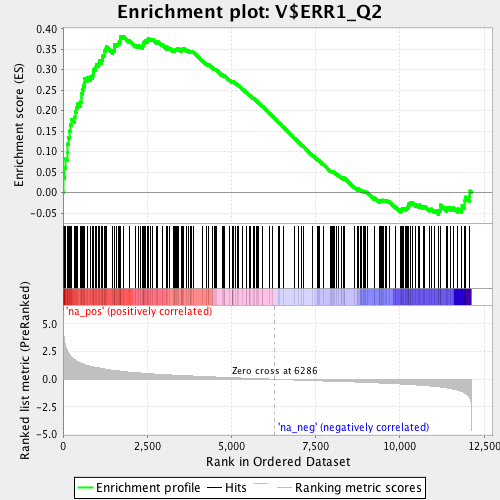 Enrichment plot: V$ERR1_Q2
Enrichment score (ES)
0.40
0.35
0.30
0.25
0.20
0.15
0.10
0.05
0.00
-0.05
'na_pos' (positively correlated)
Ranked list metric (PreRanked)
5.0
2.5
0.0
-2.5
-5.0
Zero cross at 6286
'na_neg' (negatively correlated)
0
2,500
5,000
7,500
10,000
12,500
Rank in Ordered Dataset
Enrichment profile
Hits
Ranking metric scores